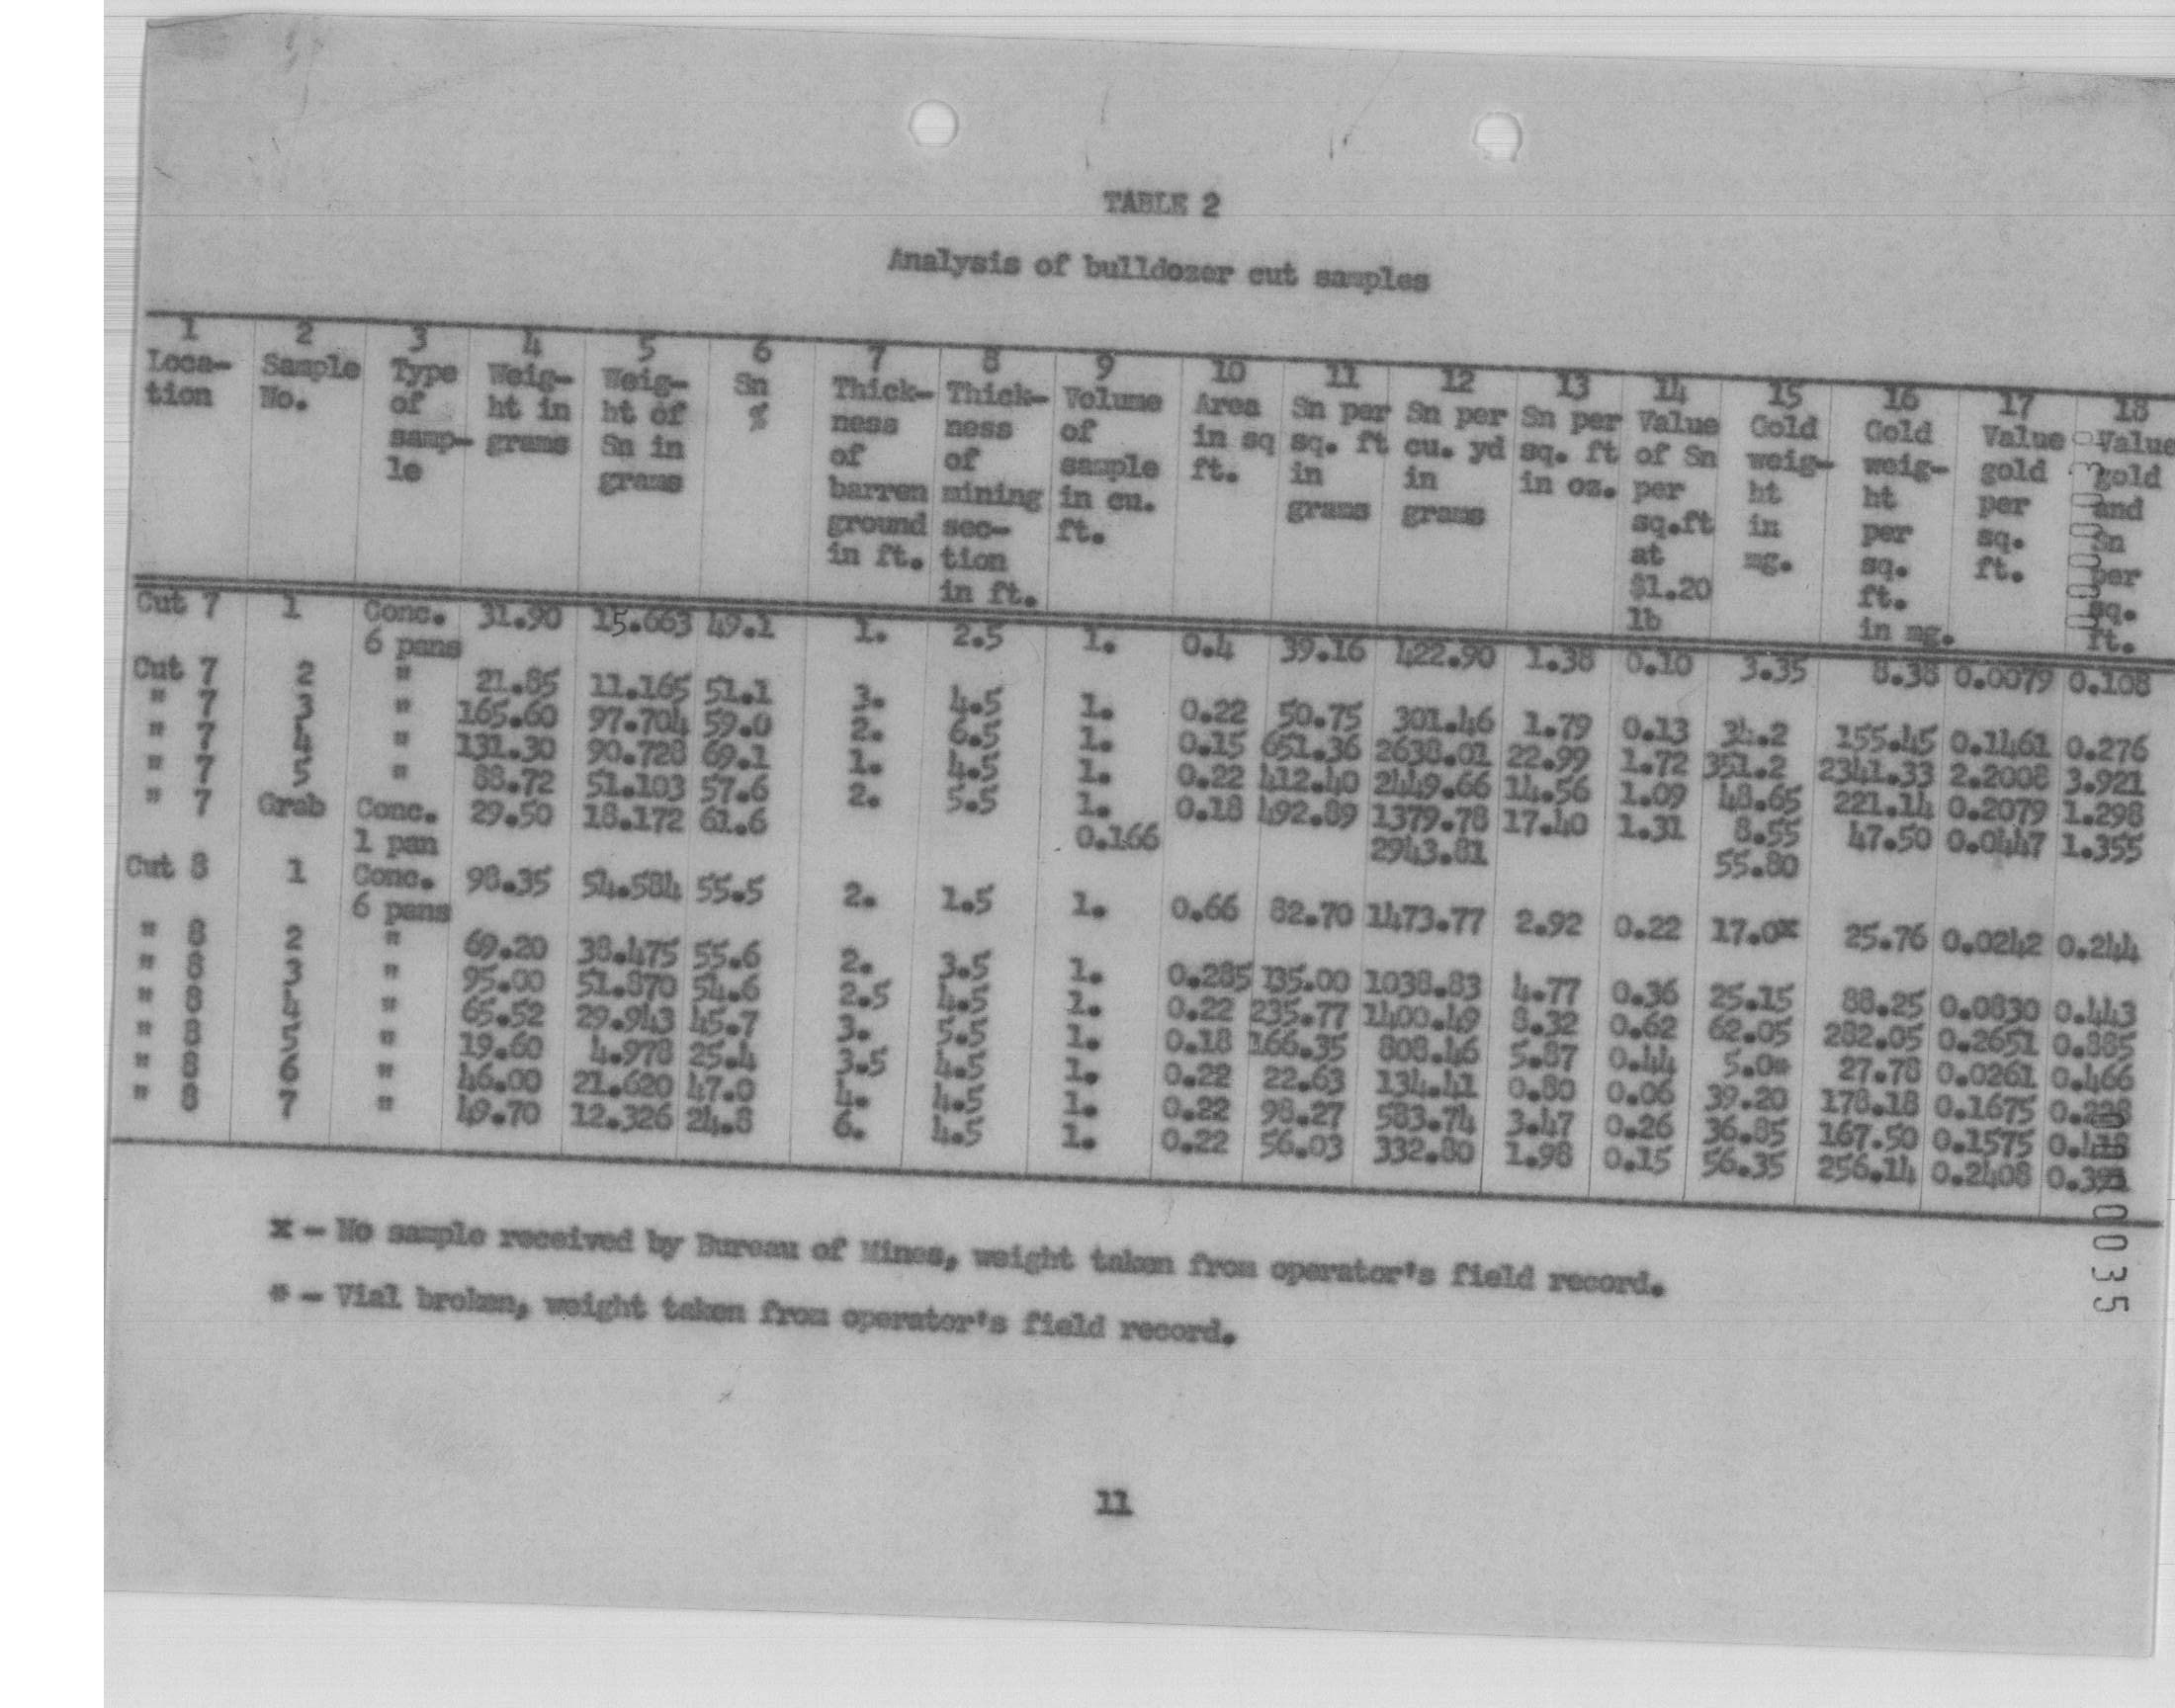 TABLE 2
Analysis of bulldozer cut samples
1 2 3 4 5 6 7 8 9 10 11 12 13 14 15 16 17 18
Loca- Sample Type Weig- Weig- Sn Thick- Thick- Volume Area Sn per Sn per Sn per Value Gold Gold Value Value
tion No. of ht in ht of % ness ness of in sq sq. ft cu. yd sq. ft of Sn weig- weig- gold gold
samp- grams Sn in of of sample ft. in in in oz. per ht ht per and
le grams barren mining in cu. grams grams sq.ft in per sq. Sn
ground sec- ft. at mg. sq. ft. per
in ft. tion $1.20 ft. sq.
in ft. lb in mg. ft.
Cut 7 1 Conc. 31.90 15.663 49.1 1. 2.5 1. 0.4 39.16 422.90 1.38 0.10 3.35 8.38 0.0079 0.108
6 pans
Cut 7 2 " 21.85 11.165 51.1 3. 4.5 1. 0.22 50.75 301.46 1.79 0.13 34.2 155.45 0.1461 0.276
" 7 3 " 165.60 97.704 59.0 2. 6.5 1. 0.15 651.36 2638.01 22.99 1.72 351.2 2341.33 2.2008 3.921
" 7 4 " 131.30 90.728 69.1 1. 4.5 1. 0.22 412.40 2449.66 14.56 1.09 48.65 221.14 0.2079 1.298
" 7 5 " 88.72 51.103 57.6 2. 5.5 1. 0.18 492.89 1379.78 17.40 1.31 8.55 47.50 0.0447 1.355
" 7 Grab Conc. 29.50 18.172 61.6 0.166 2943.81 55.80
1 pan
Cut 8 1 Conc. 98.35 54.584 55.5 2. 1.5 1. 0.66 82.70 1473.77 2.92 0.22 17.0x 25.76 0.0242 0.244
6 pans
" 8 2 " 69.20 38.475 55.6 2. 3.5 1. 0.285 135.00 1038.83 4.77 0.36 25.15 88.25 0.0830 0.443
" 8 3 " 95.00 51.870 54.6 2.5 4.5 1. 0.22 235.77 1400.49 8.32 0.62 62.05 282.05 0.2651 0.885
" 8 4 " 65.52 29.943 45.7 3. 5.5 1. 0.18 166.35 808.46 5.87 0.44 5.0* 27.78 0.0261 0.466
" 8 5 " 19.60 4.978 25.4 3.5 4.5 1. 0.22 22.63 134.41 0.80 0.06 39.20 178.18 0.1675
" 8 6 " 46.00 21.620 47.0 4. 4.5 1. 0.22 98.27 583.74 3.47 0.26 36.85 167.50 0.1575
" 8 7 " 49.70 12.326 24.8 6. 4.5 1. 0.22 56.03 332.80 1.98 0.15 56.35 256.14 0.2408
x - No sample received by Bureau of Mines, weight taken from operator's field record.
* - Vial broken, weight taken from operator's field record.
11